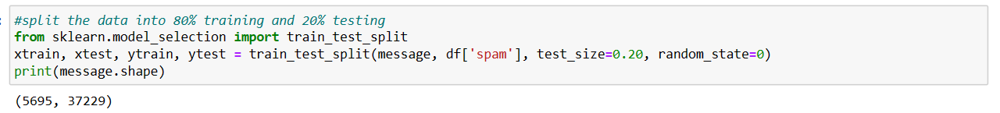 #split the data into 80% training and 20% testing
from sklearn.model_selection import train_test_split
xtrain, xtest, ytrain, ytest = train_test_split(message, df['spam'], test_size=0.20, random_state=0)
print(message.shape)
(5695, 37229)